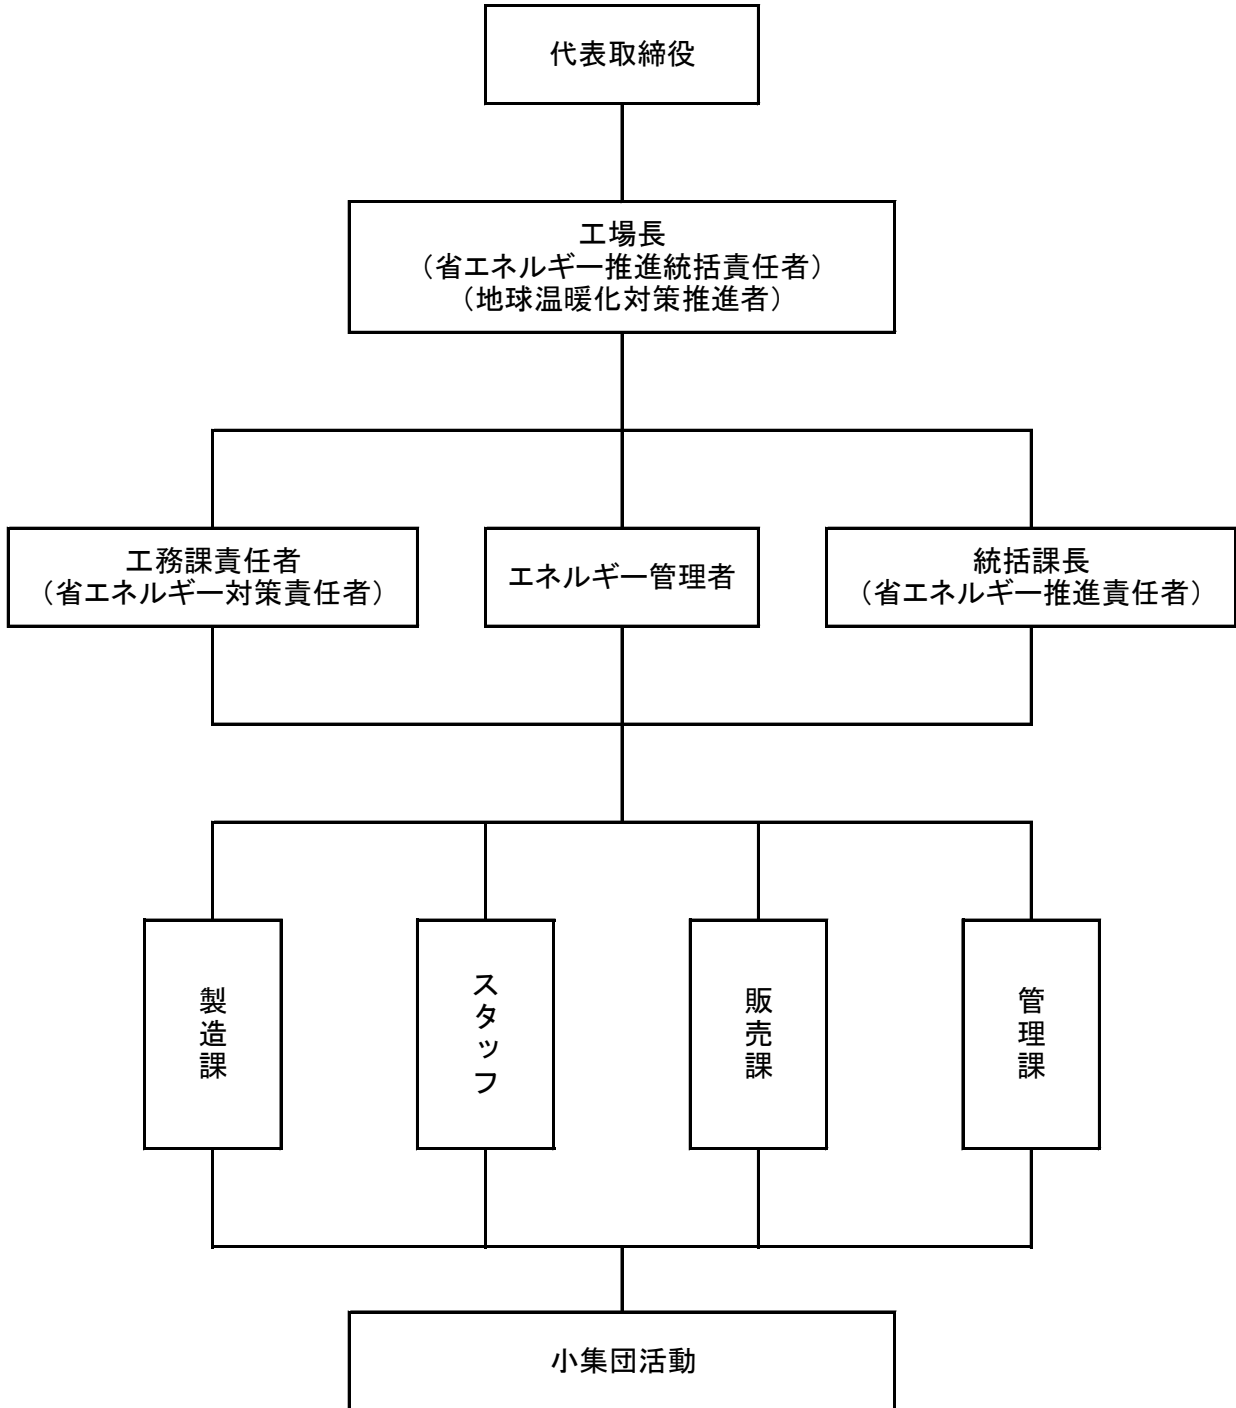 代表取締役
工場長
（省エネルギー推進統括責任者）
（地球温暖化対策推進者）
工務課責任者
（省エネルギー対策責任者）
エネルギー管理者
統括課長
（省エネルギー推進責任者）
製造課
スタッフ
販売課
管理課
小集団活動